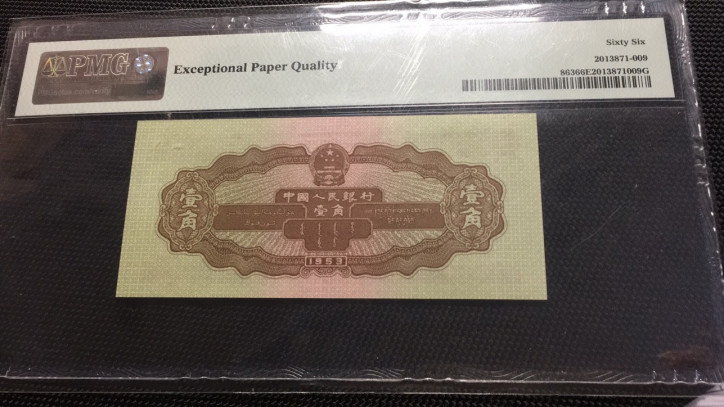 PMG
Exceptional Paper Quality
Sixty Six
2013871-009
86366E2013871009G
中國人民銀行
壹角
壹角
壹角
1953